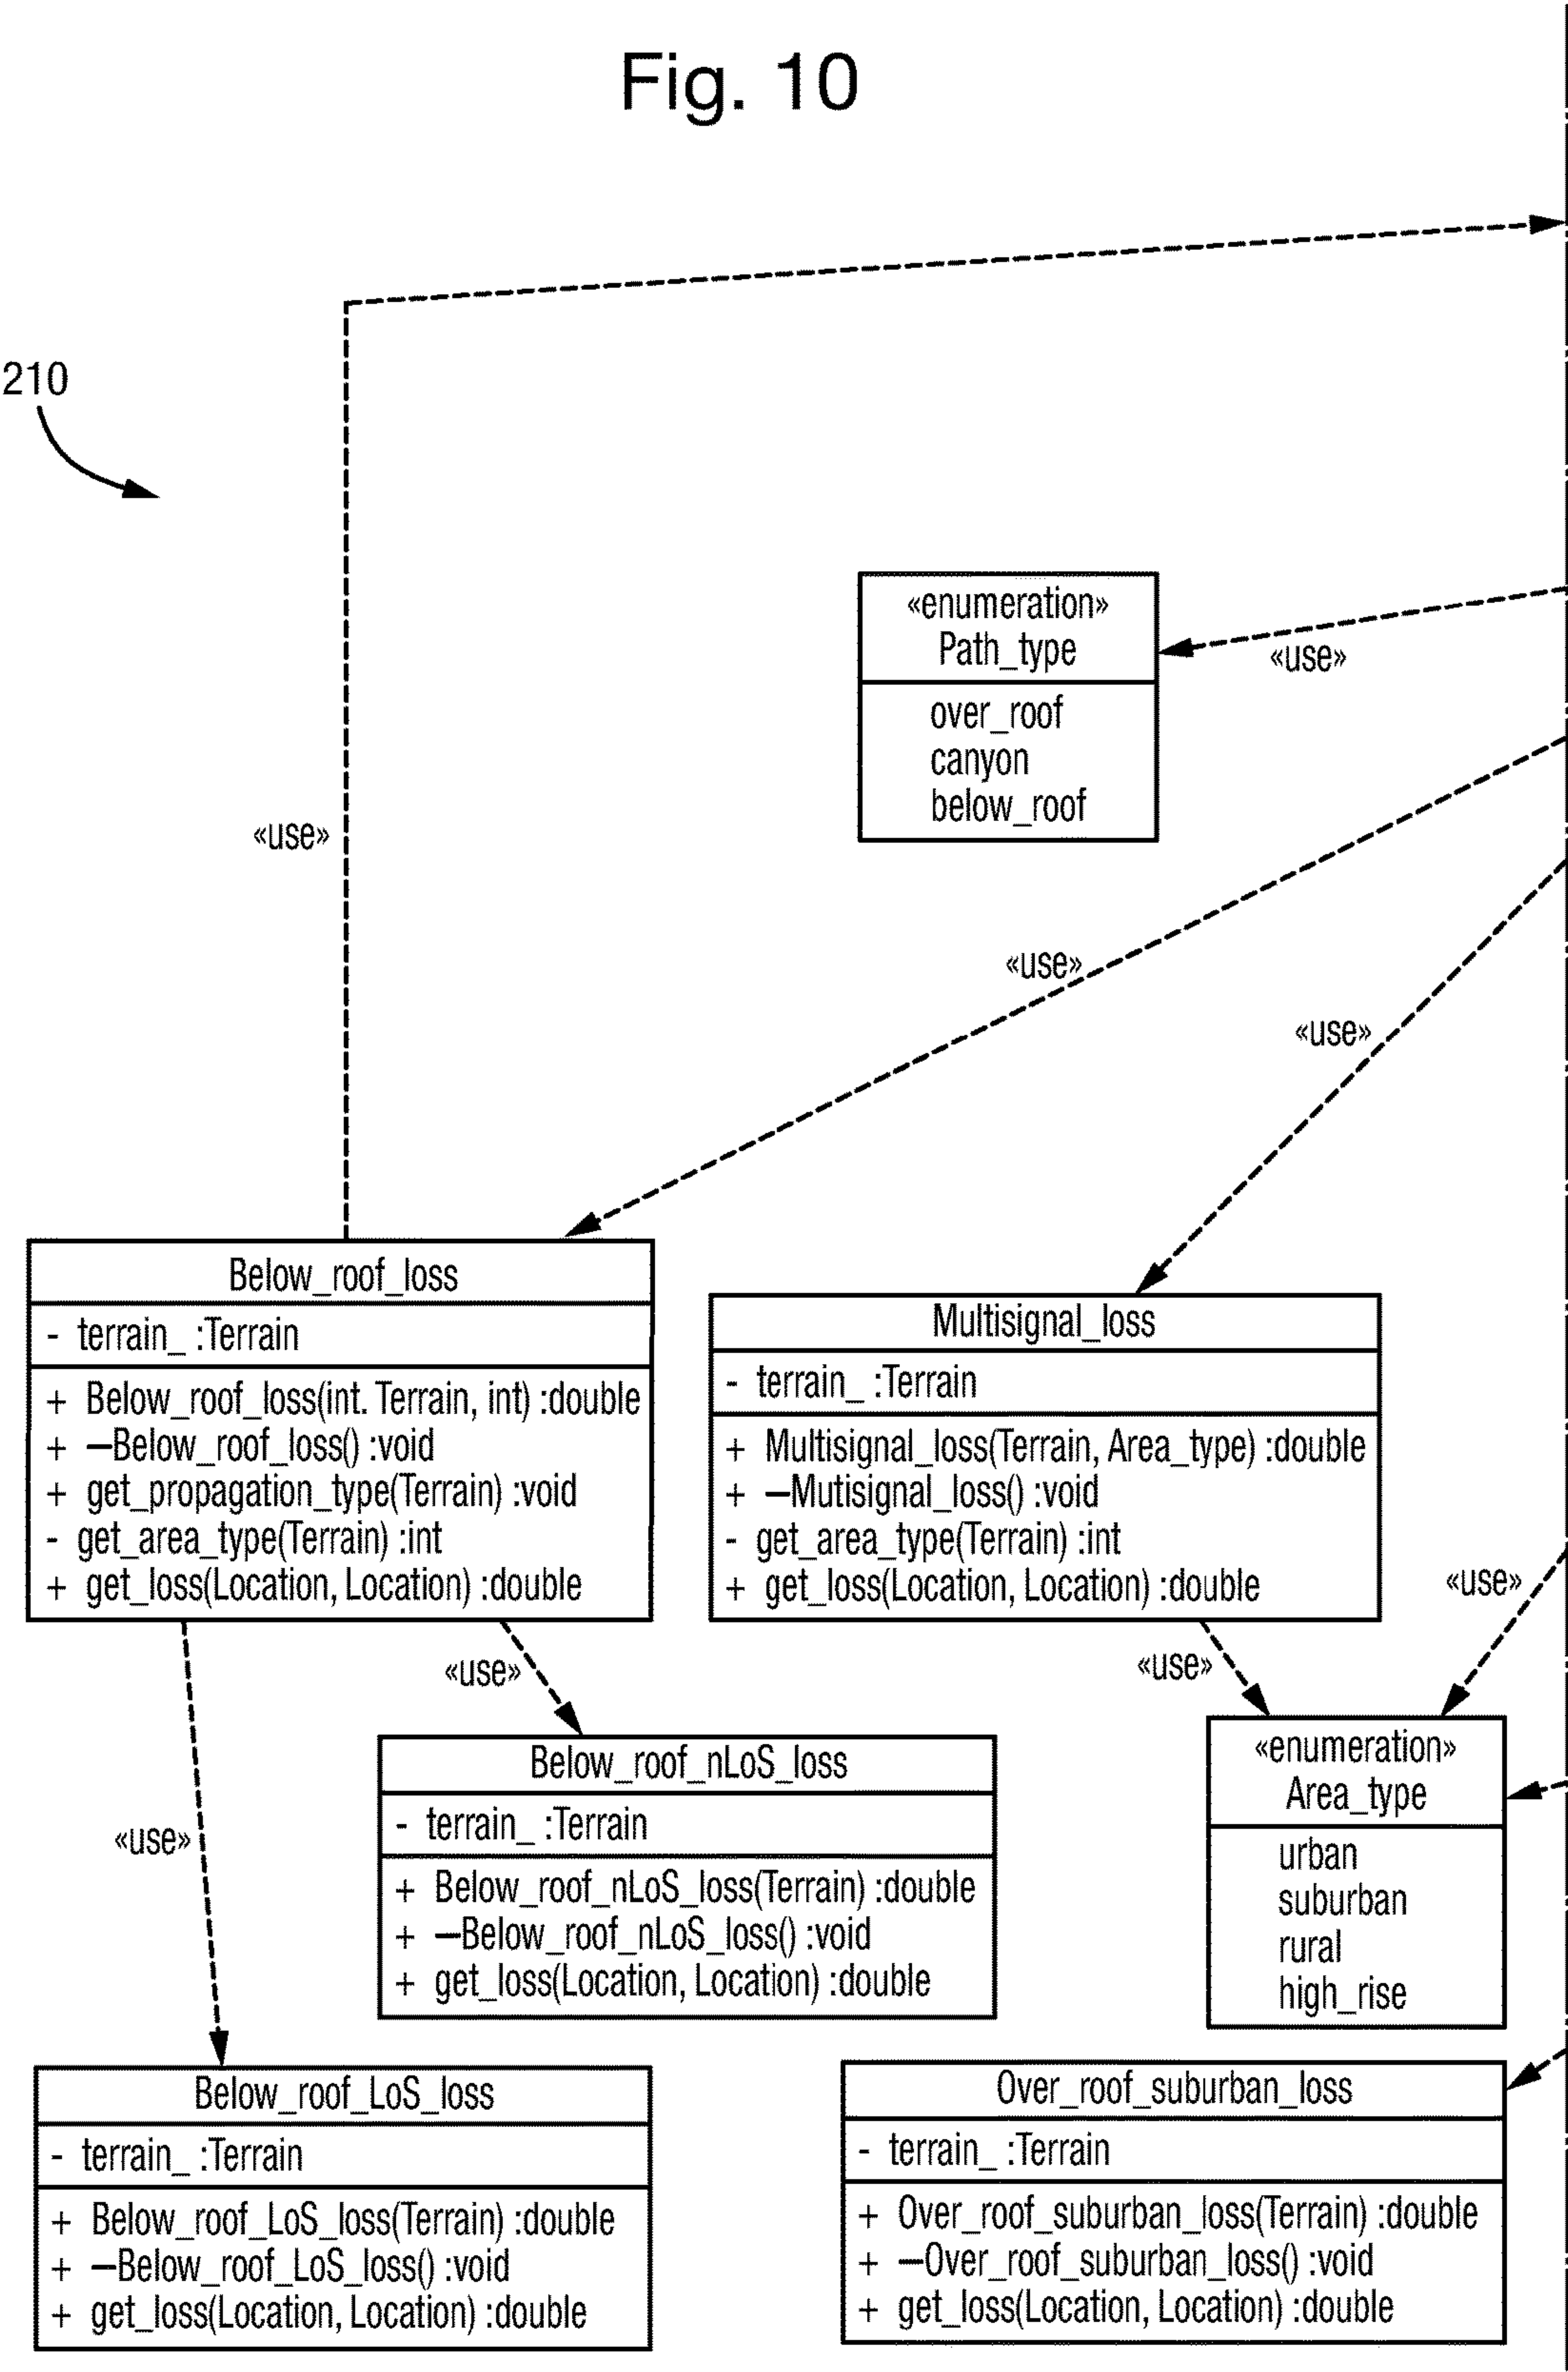 Fig. 10
210
«enumeration»
Path_type
«use»
over_roof
canyon
below_roof
«use»
«use»
«use»
Below_roof_loss
- terrain_ :Terrain
+ Below_roof_loss(int. Terrain, int) :double
+ —Below_roof_loss() :void
+ get_propagation_type(Terrain) :void
- get_area_type(Terrain) :int
+ get_loss(Location, Location) :double
Multisignal_loss
- terrain_ :Terrain
+ Multisignal_loss(Terrain, Area_type) :double
+ —Mutisignal_loss() :void
- get_area_type(Terrain) :int
+ get_loss(Location, Location) :double
«use»
«use»
«use»
«use»
Below_roof_nLoS_loss
- terrain_ :Terrain
+ Below_roof_nLoS_loss(Terrain) :double
+ —Below_roof_nLoS_loss() :void
+ get_loss(Location, Location) :double
«enumeration»
Area_type
urban
suburban
rural
high_rise
Below_roof_LoS_loss
- terrain_ :Terrain
+ Below_roof_LoS_loss(Terrain) :double
+ —Below_roof_LoS_loss() :void
+ get_loss(Location, Location) :double
Over_roof_suburban_loss
- terrain_ :Terrain
+ Over_roof_suburban_loss(Terrain) :double
+ —Over_roof_suburban_loss() :void
+ get_loss(Location, Location) :double